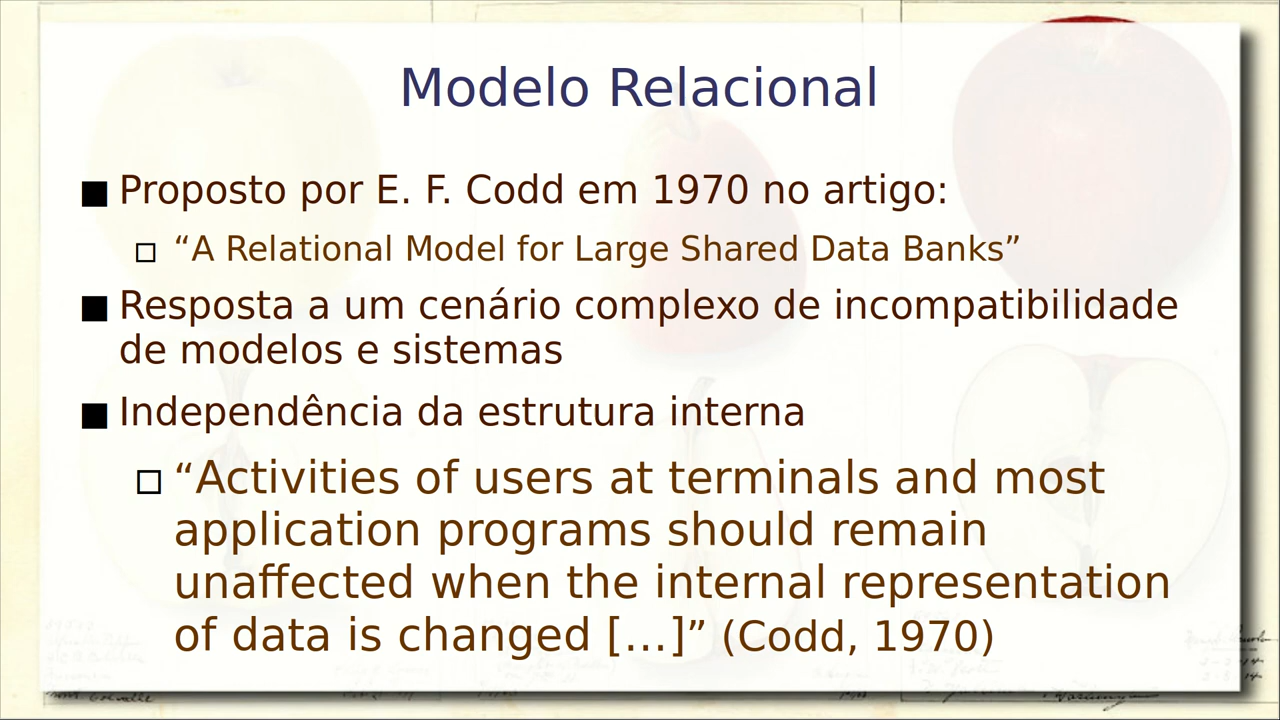 Modelo Relacional
Proposto por E. F. Codd em 1970 no artigo:
“A Relational Model for Large Shared Data Banks”
Resposta a um cenário complexo de incompatibilidade
de modelos e sistemas
Independência da estrutura interna
“Activities of users at terminals and most
application programs should remain
unaffected when the internal representation
of data is changed [...]” (Codd, 1970)